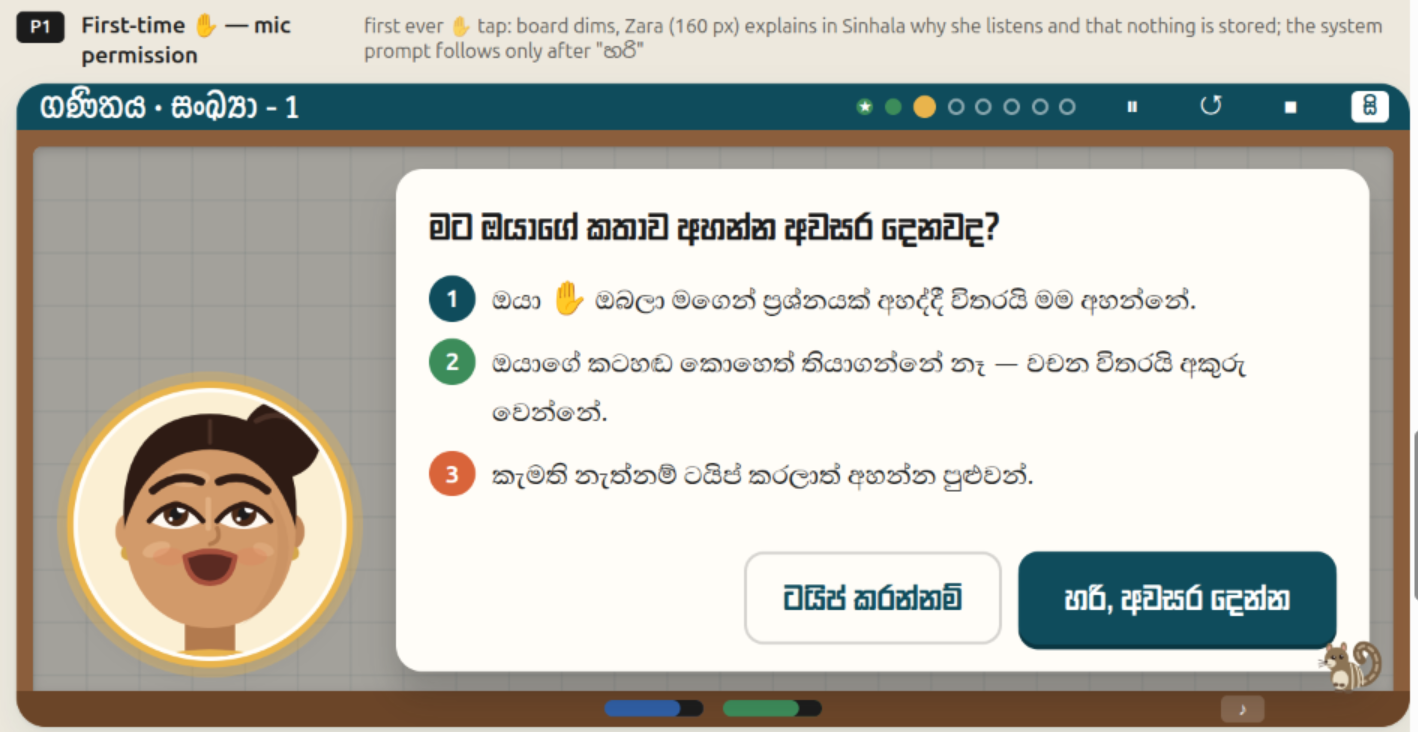 P1 First-time ✋ — mic permission
first ever ✋ tap: board dims, Zara (160 px) explains in Sinhala why she listens and that nothing is stored; the system
prompt follows only after "හරි"
ගණිතය · සංඛ්‍යා - 1
සිං
මට ඔයාගේ කතාව අහන්න අවසර දෙනවද?
1 ඔයා ✋ ඔබලා මගෙන් ප්‍රශ්නයක් අහද්දී විතරයි මම අහන්නේ.
2 ඔයාගේ කටහඬ කොහෙත් තියාගන්නේ නෑ — වචන විතරයි අකුරු
වෙන්නේ.
3 කැමති නැත්නම් ටයිප් කරලාත් අහන්න පුළුවන්.
ටයිප් කරන්නම්
හරි, අවසර දෙන්න